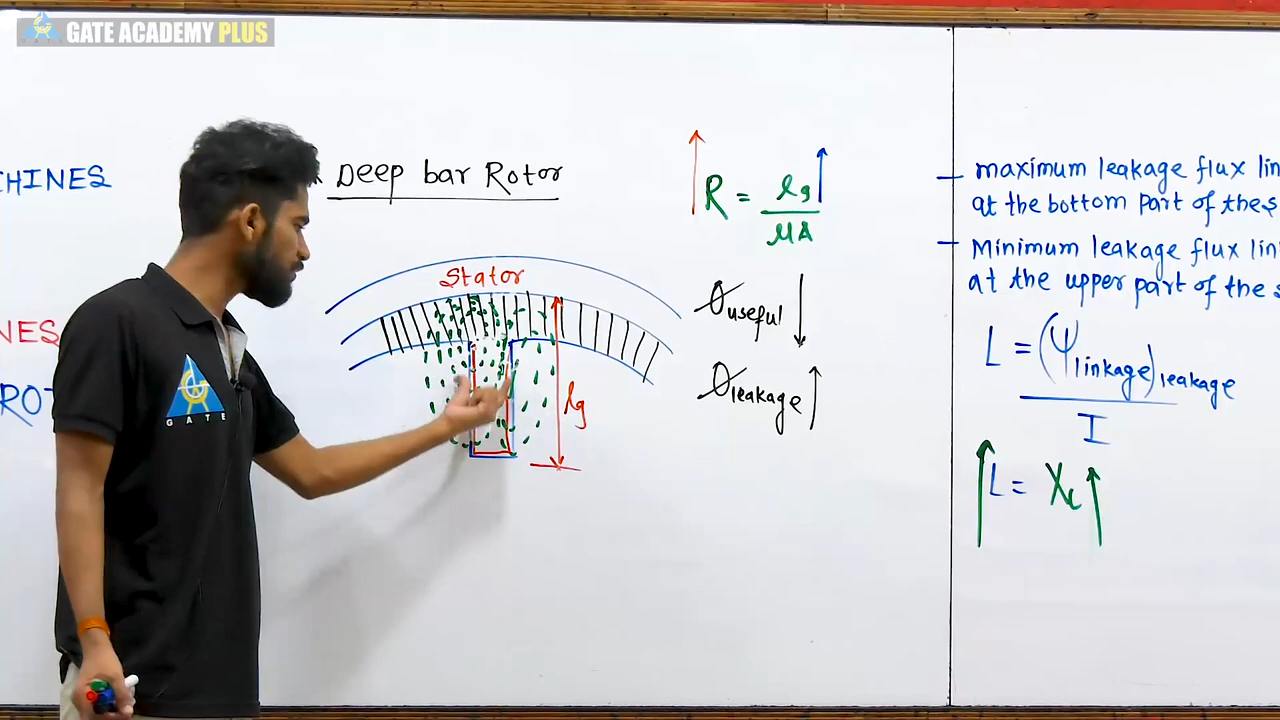 GATE ACADEMY PLUS
CHINES
NES
ROT
GATE
Deep bar Rotor
Stator
lg
R = lg / μA
Øuseful ↓
Øleakage ↑
– maximum leakage flux lin
at the bottom part of the s
– Minimum leakage flux lin
at the upper part of the s
L = (Ψlinkage)leakage / I
↑L = XL↑